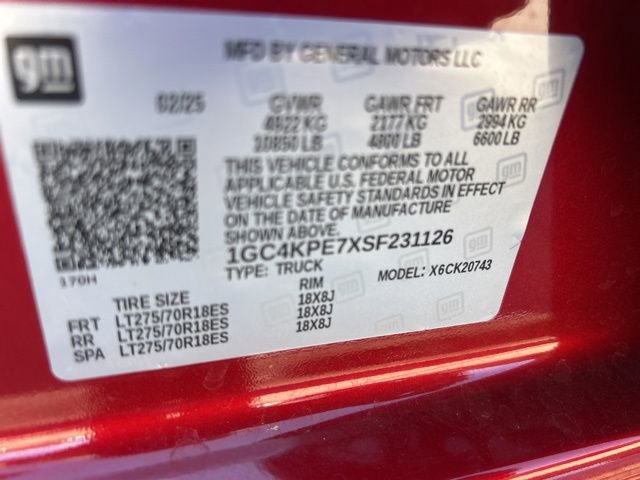 gm
MFD BY GENERAL MOTORS LLC
02/25 GVWR GAWR FRT GAWR RR
4922 KG 2177 KG 2994 KG
10850 LB 4800 LB 6600 LB
THIS VEHICLE CONFORMS TO ALL
APPLICABLE U.S. FEDERAL MOTOR
VEHICLE SAFETY STANDARDS IN EFFECT
ON THE DATE OF MANUFACTURE
SHOWN ABOVE.
1GC4KPE7XSF231126
TYPE: TRUCK MODEL: X6CK20743
170H
TIRE SIZE RIM
FRT LT275/70R18ES 18X8J
RR LT275/70R18ES 18X8J
SPA LT275/70R18ES 18X8J